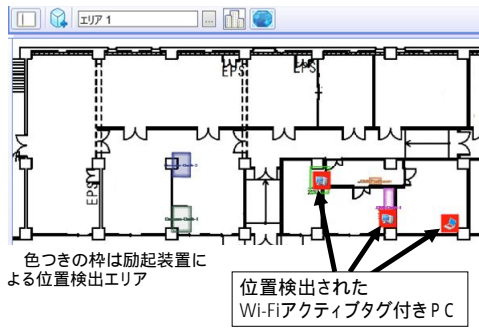 エリア 1
...
EPS
EPS
EPS
色つきの枠は励起装置に
よる位置検出エリア
位置検出された
Wi-Fiアクティブタグ付きPC